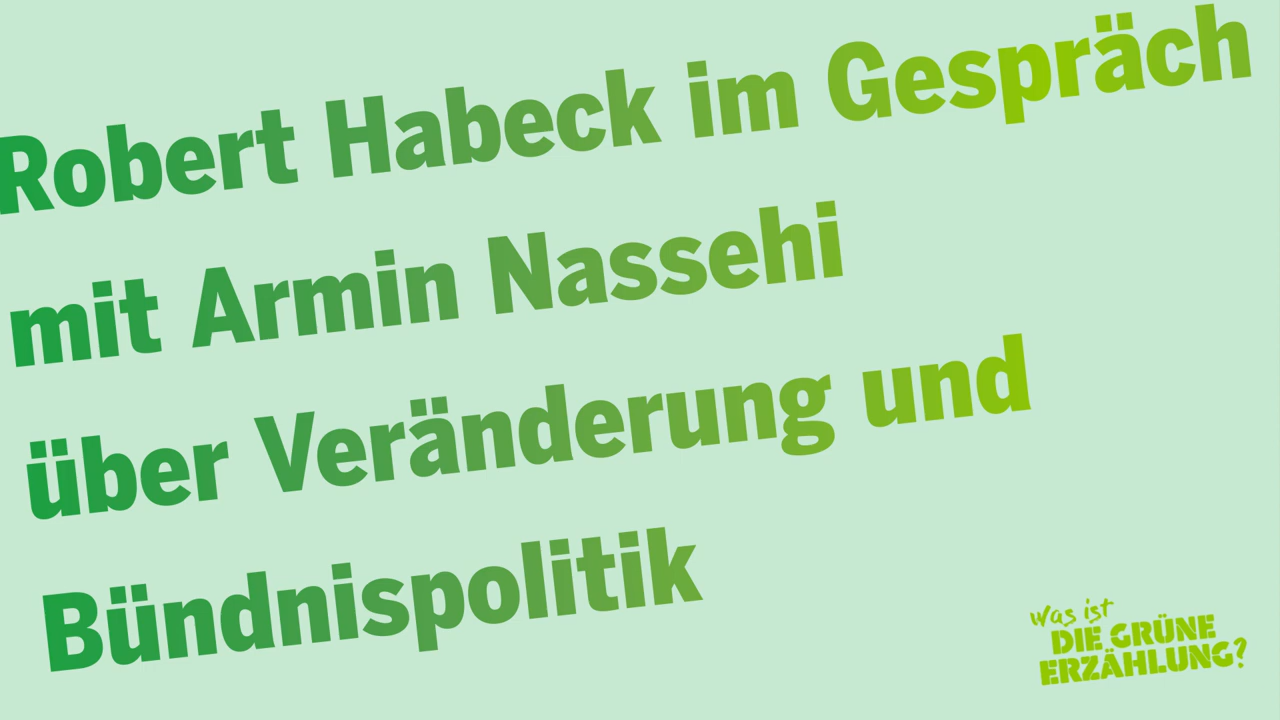 Robert Habeck im Gespräch
mit Armin Nassehi
über Veränderung und
Bündnispolitik
Was ist
DIE GRÜNE
ERZÄHLUNG?